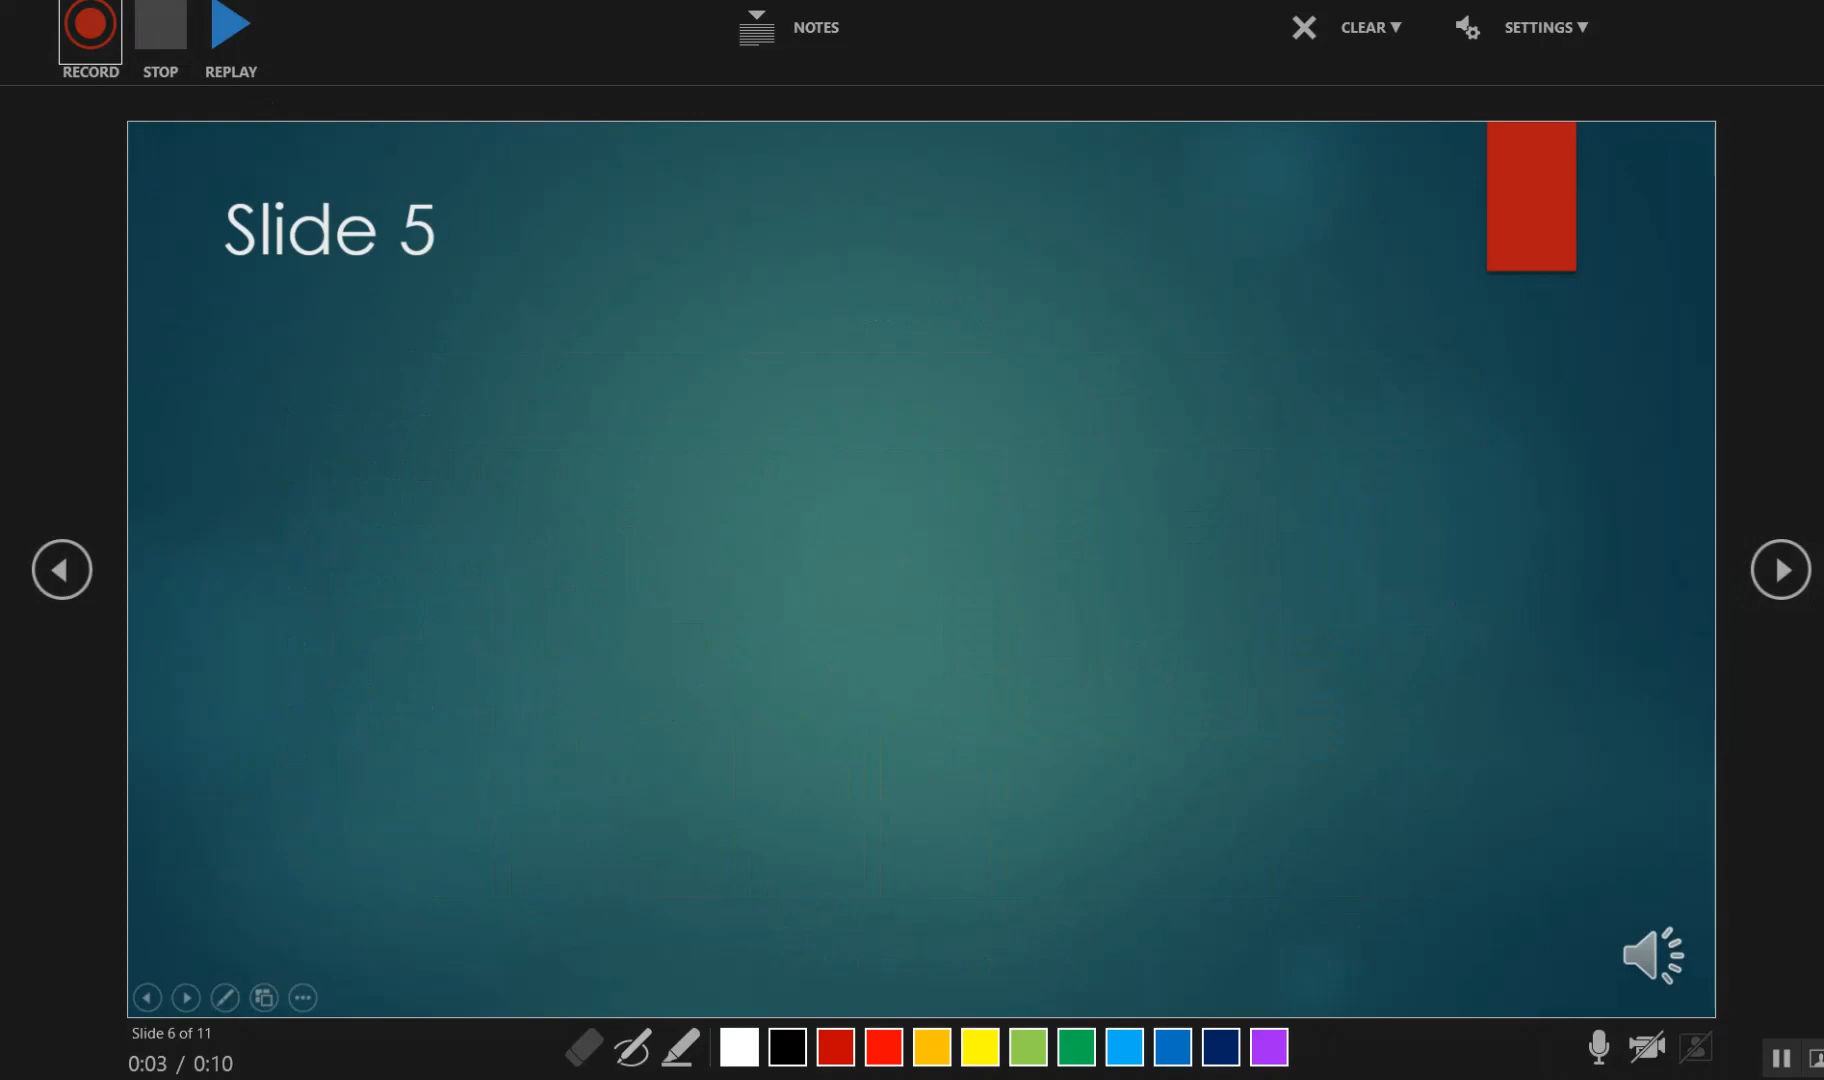 RECORD STOP REPLAY NOTES CLEAR SETTINGS
Slide 5
Slide 6 of 11
0:03 / 0:10